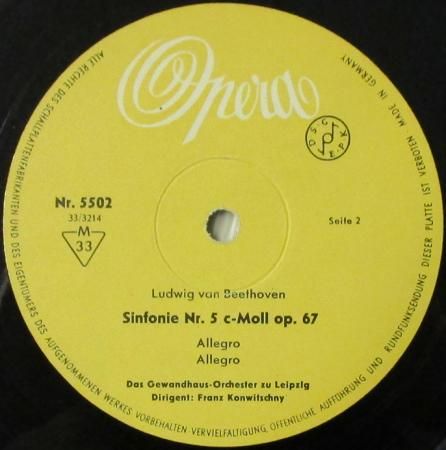 Opera
ALLE RECHTE DES SCHALLPLATTENFABRIKANTEN UND DES EIGENTÜMERS DES AUFGENOMMENEN WERKES VORBEHALTEN VERVIELFÄLTIGUNG, ÖFFENTLICHE AUFFÜHRUNG UND RUNDFUNKSENDUNG DIESER PLATTE IST VERBOTEN MADE IN GERMANY
D.S.G.
E.P.K.
Nr. 5502
33/3214
M
33
Seite 2
Ludwig van Beethoven
Sinfonie Nr. 5 c-Moll op. 67
Allegro
Allegro
Das Gewandhaus-Orchester zu Leipzig
Dirigent: Franz Konwitschny